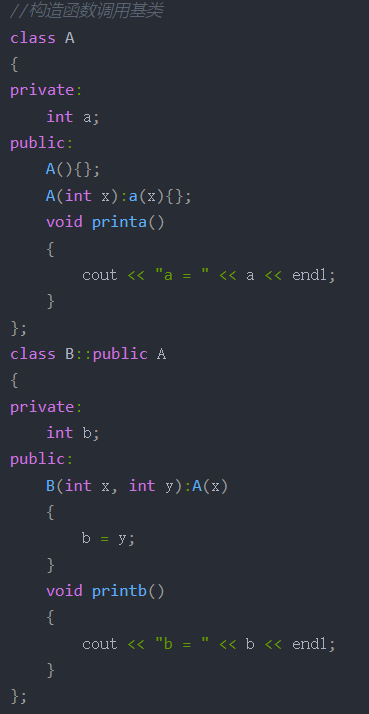 //构造函数调用基类
class A
{
private:
    int a;
public:
    A(){};
    A(int x):a(x){};
    void printa()
    {
        cout << "a = " << a << endl;
    }
};
class B::public A
{
private:
    int b;
public:
    B(int x, int y):A(x)
    {
        b = y;
    }
    void printb()
    {
        cout << "b = " << b << endl;
    }
};